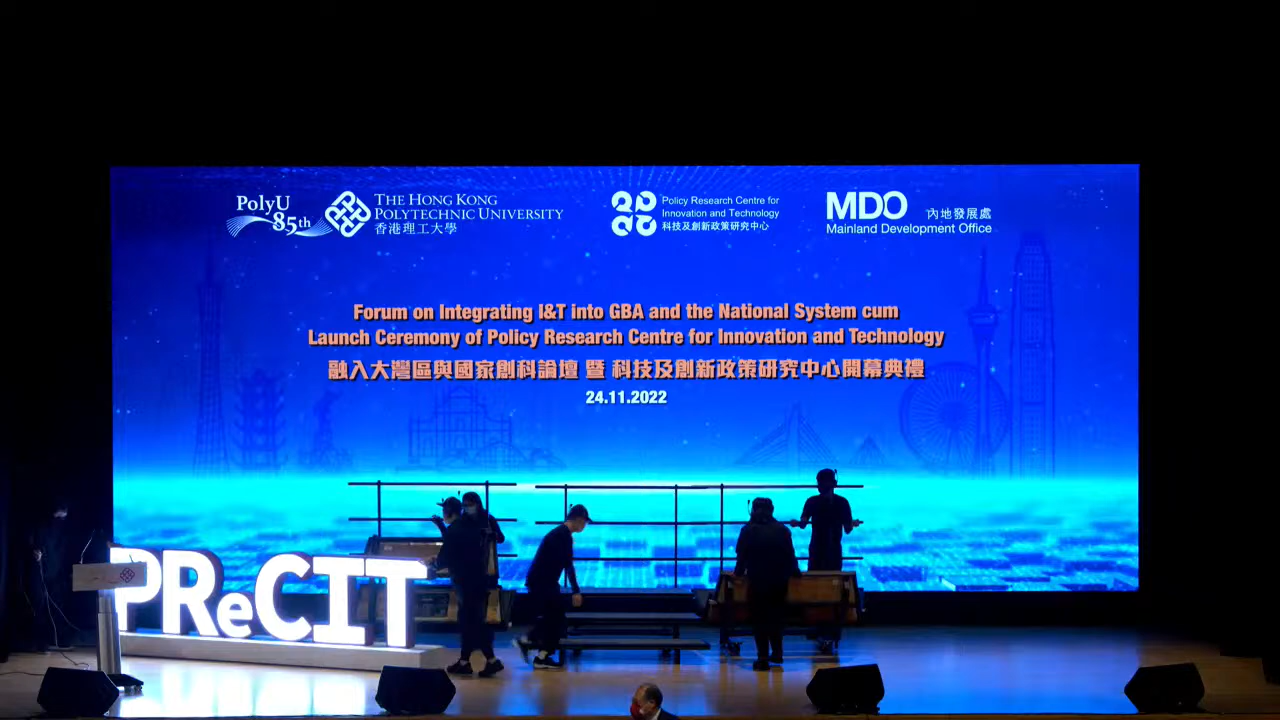 PolyU
85th
THE HONG KONG
POLYTECHNIC UNIVERSITY
香港理工大學
Policy Research Centre for
Innovation and Technology
科技及創新政策研究中心
MDO 內地發展處
Mainland Development Office
Forum on Integrating I&T into GBA and the National System cum
Launch Ceremony of Policy Research Centre for Innovation and Technology
融入大灣區與國家創科論壇 暨 科技及創新政策研究中心開幕典禮
24.11.2022
PReCIT